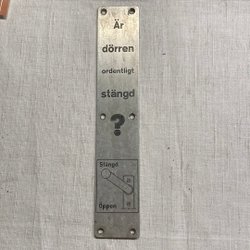 Är
dörren
ordentligt
stängd
?
Stängd
Öppen